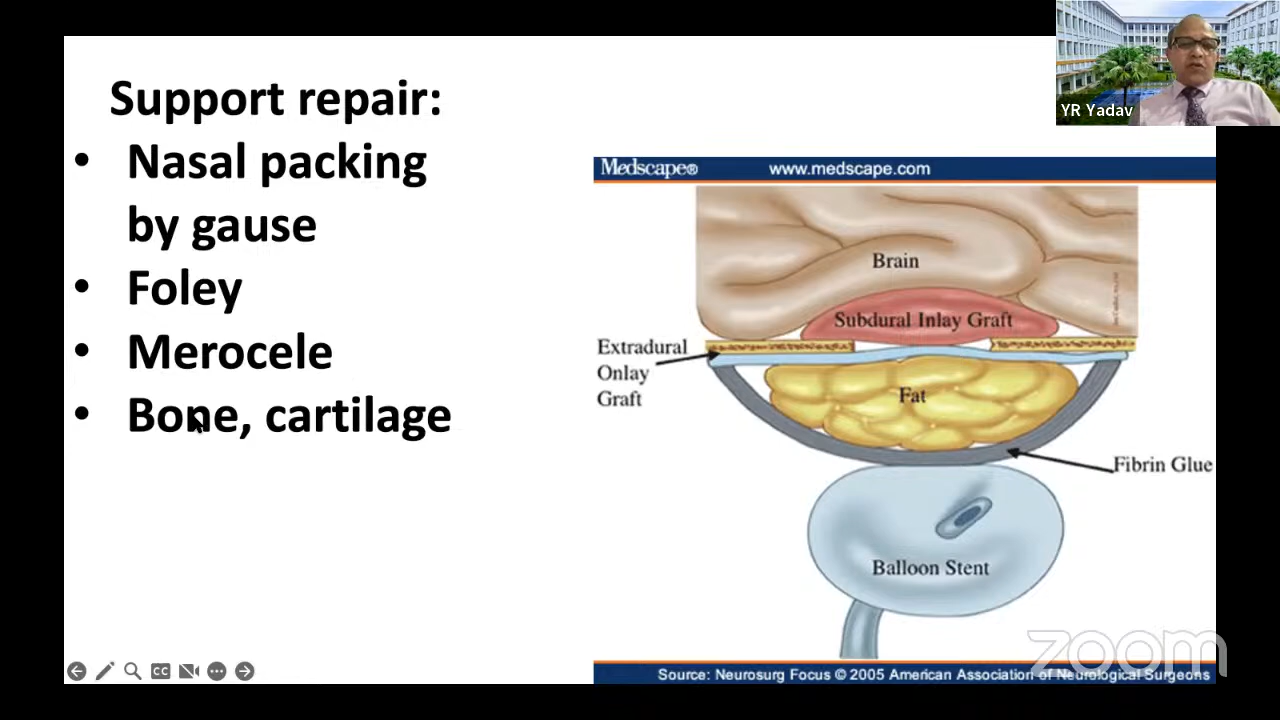 YR Yadav
Support repair:
• Nasal packing
by gause
• Foley
• Merocele
• Bone, cartilage
Medscape® www.medscape.com
Brain
Subdural Inlay Graft
Extradural
Onlay
Graft
Fat
Fibrin Glue
Balloon Stent
zoom
Source: Neurosurg Focus © 2005 American Association of Neurological Surgeons
CC